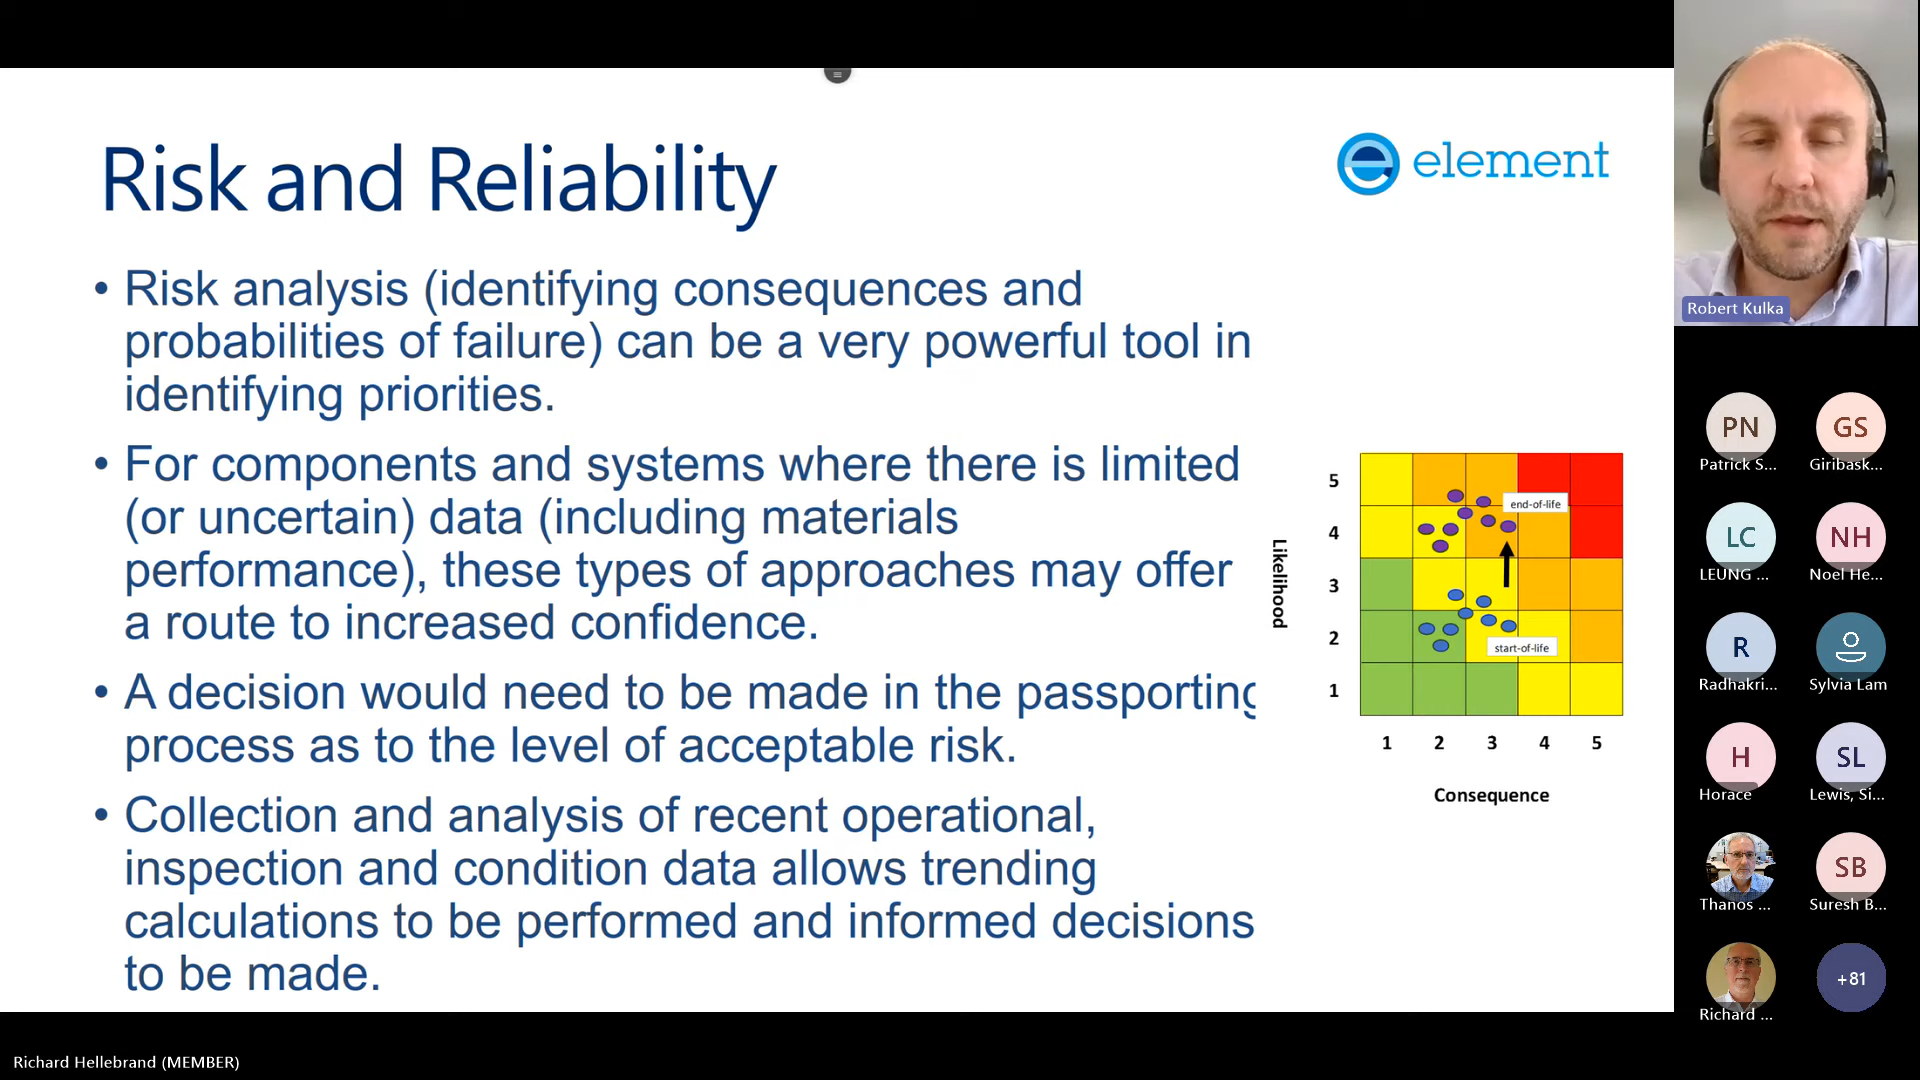 Risk and Reliability
element
• Risk analysis (identifying consequences and
probabilities of failure) can be a very powerful tool in
identifying priorities.
• For components and systems where there is limited
(or uncertain) data (including materials
performance), these types of approaches may offer
a route to increased confidence.
• A decision would need to be made in the passporting
process as to the level of acceptable risk.
• Collection and analysis of recent operational,
inspection and condition data allows trending
calculations to be performed and informed decisions
to be made.
Likelihood
5
4
3
2
1
end-of-life
start-of-life
1 2 3 4 5
Consequence
Robert Kulka
PN GS
Patrick S... Giribask...
LC NH
LEUNG ... Noel He...
R
Radhakri... Sylvia Lam
H SL
Horace Lewis, Si...
SB
Thanos ... Suresh B...
+81
Richard ...
Richard Hellebrand (MEMBER)